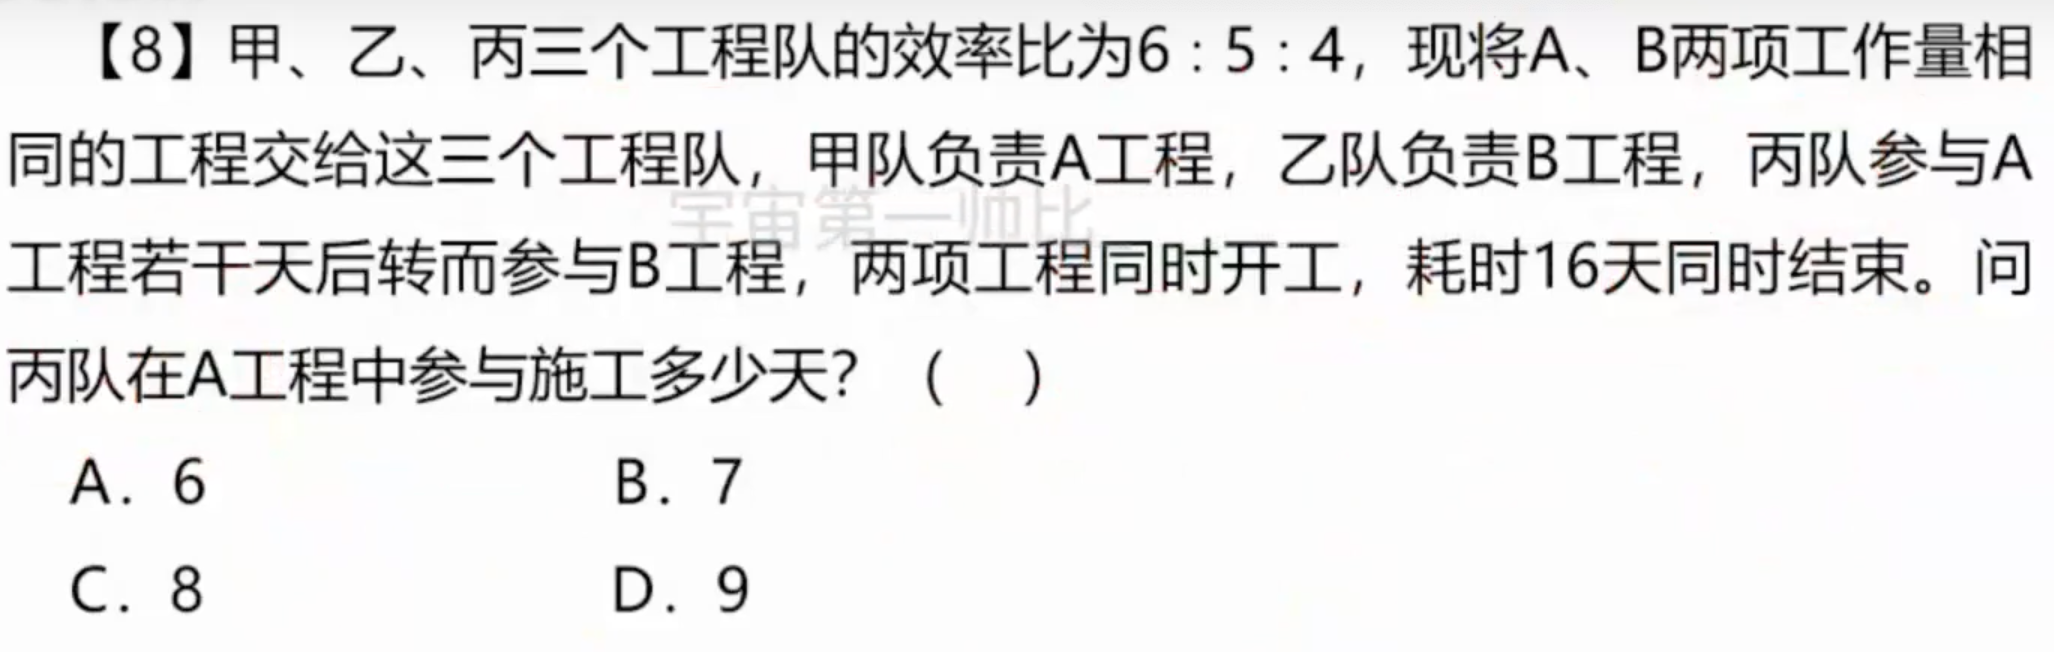 【8】甲、乙、丙三个工程队的效率比为6：5：4，现将A、B两项工作量相
同的工程交给这三个工程队，甲队负责A工程，乙队负责B工程，丙队参与A
宇宙第一帅比
工程若干天后转而参与B工程，两项工程同时开工，耗时16天同时结束。问
丙队在A工程中参与施工多少天？（　）
A．6　　B．7
C．8　　D．9